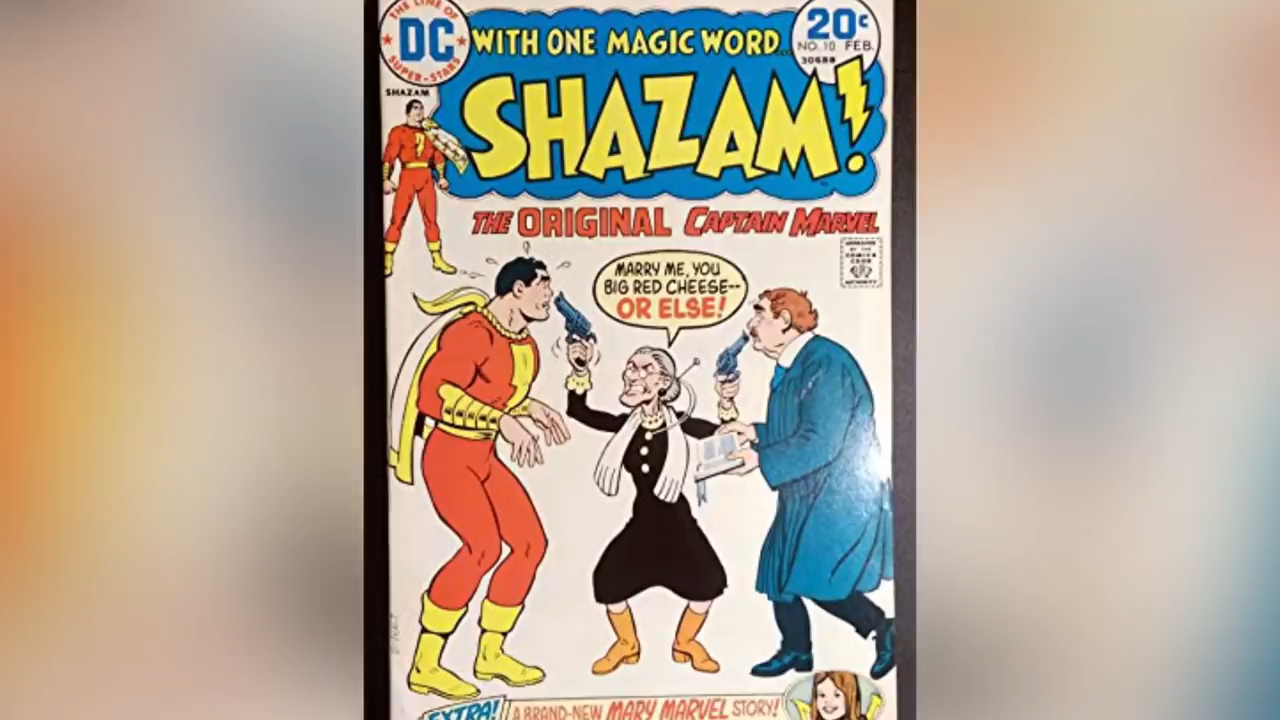 THE LINE OF
DC
SUPER-STARS
WITH ONE MAGIC WORD...
20¢
NO. 10 FEB.
30688
SHAZAM
SHAZAM!
THE ORIGINAL CAPTAIN MARVEL
APPROVED
BY THE
COMICS
CODE
AUTHORITY
MARRY ME, YOU
BIG RED CHEESE--
OR ELSE!
EXTRA! A BRAND-NEW MARY MARVEL STORY!